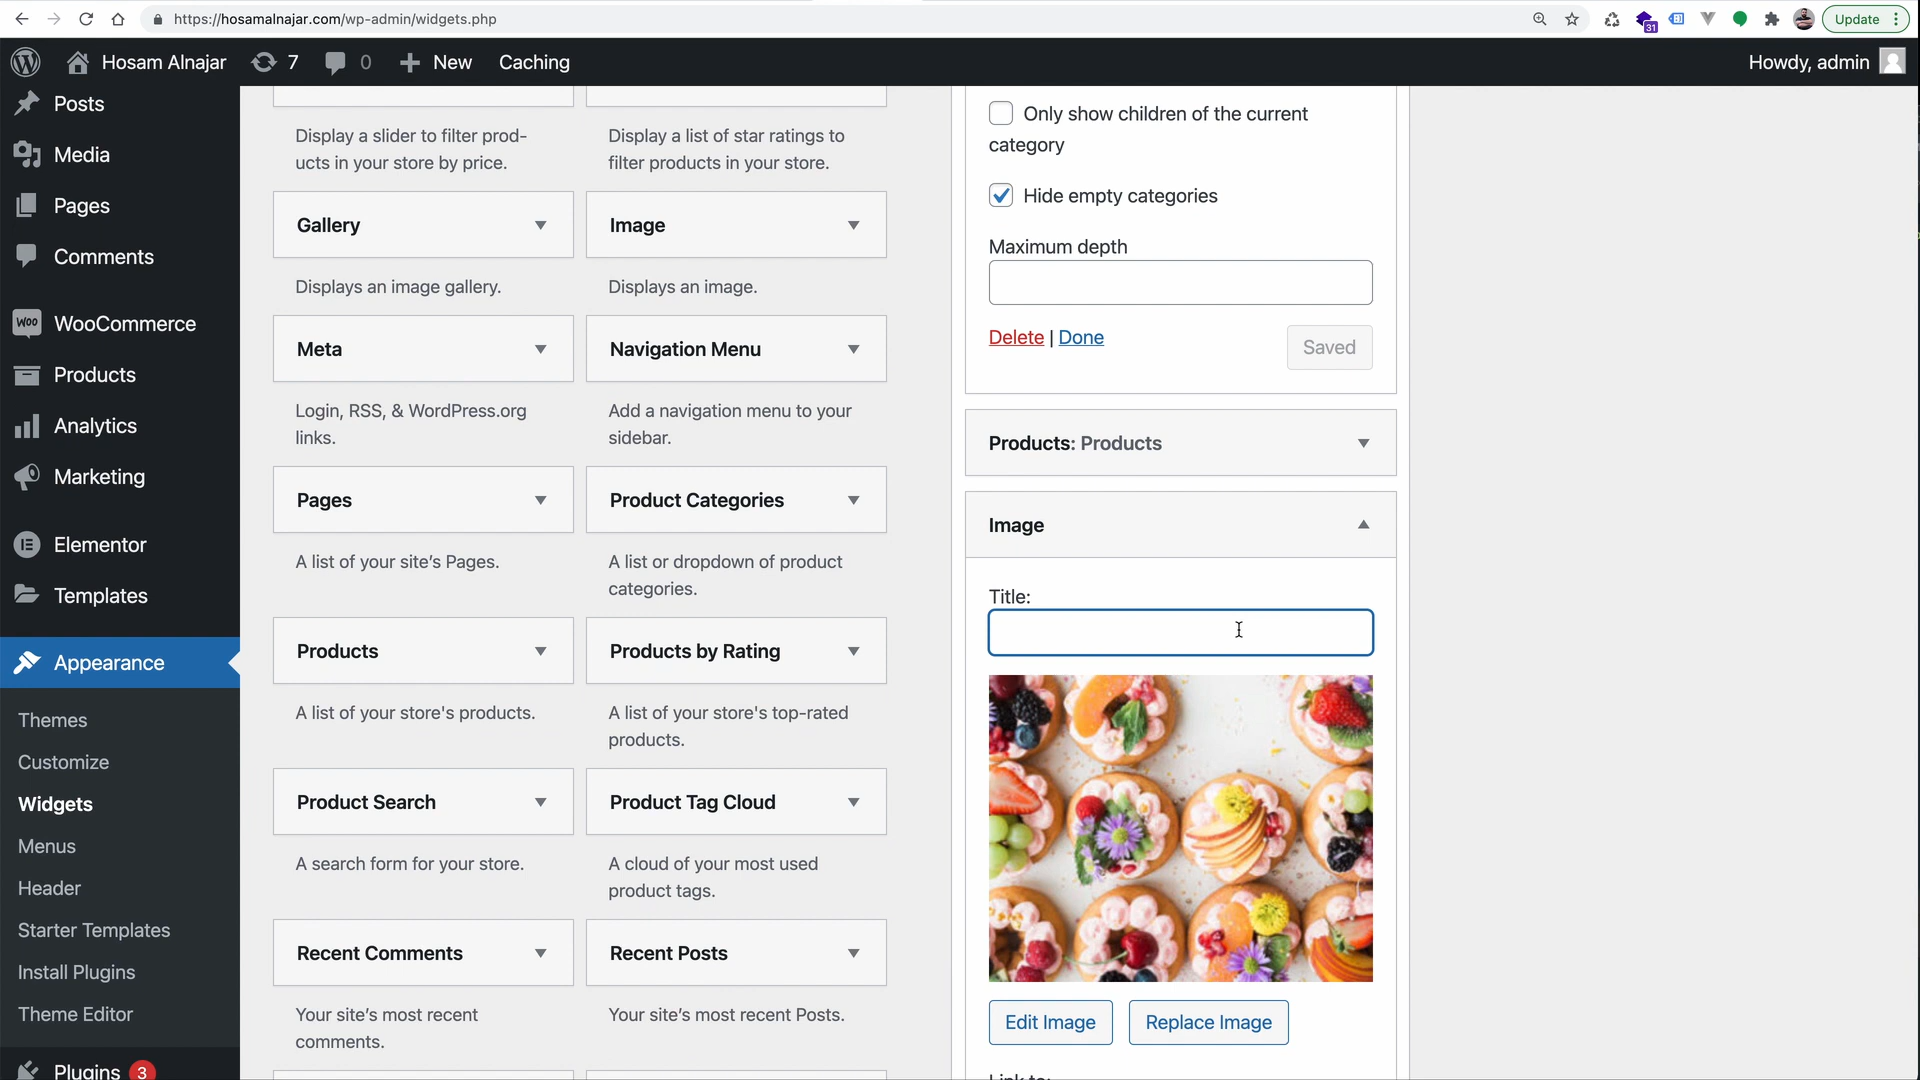 https://hosamalnajar.com/wp-admin/widgets.php
31
Update
Hosam Alnajar
7
0
New
Caching
Howdy, admin
Posts
Media
Pages
Comments
Woo
WooCommerce
Products
Analytics
Marketing
Elementor
Templates
Appearance
Themes
Customize
Widgets
Menus
Header
Starter Templates
Install Plugins
Theme Editor
Plugins 3
Display a slider to filter prod-
ucts in your store by price.
Display a list of star ratings to
filter products in your store.
Gallery
Displays an image gallery.
Image
Displays an image.
Meta
Login, RSS, & WordPress.org
links.
Navigation Menu
Add a navigation menu to your
sidebar.
Pages
A list of your site’s Pages.
Product Categories
A list or dropdown of product
categories.
Products
A list of your store's products.
Products by Rating
A list of your store's top-rated
products.
Product Search
A search form for your store.
Product Tag Cloud
A cloud of your most used
product tags.
Recent Comments
Your site’s most recent
comments.
Recent Posts
Your site’s most recent Posts.
Only show children of the current
category
Hide empty categories
Maximum depth
Delete | Done
Saved
Products: Products
Image
Title:
Edit Image
Replace Image
Link to: